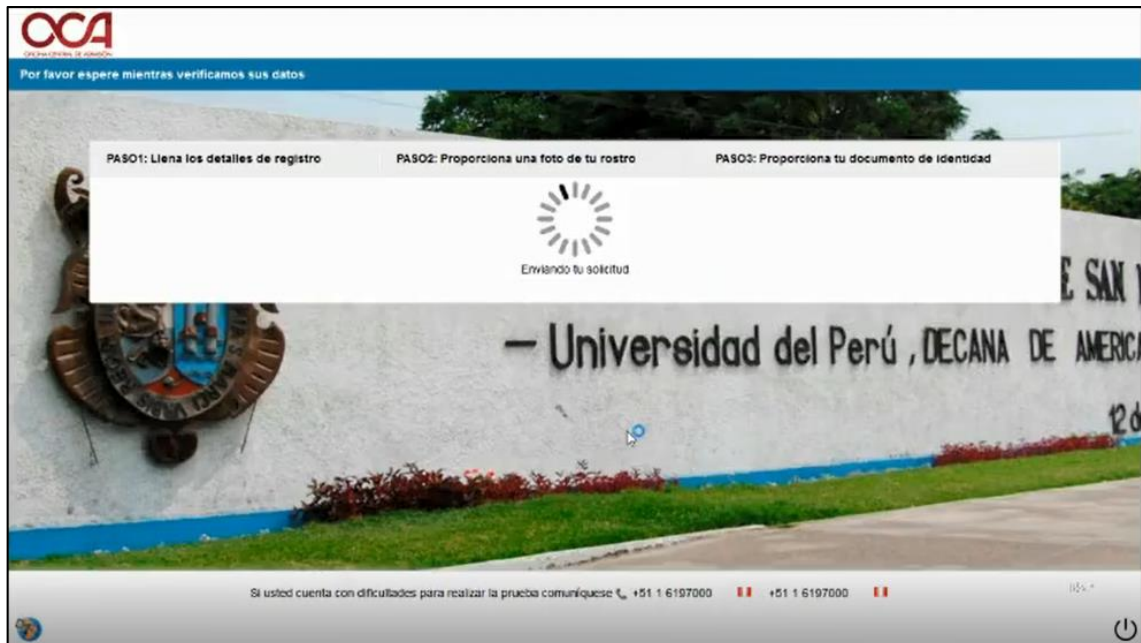 OCA
OFICINA CENTRAL DE ADMISIÓN
Por favor espere mientras verificamos sus datos
PASO1: Llena los detalles de registro
PASO2: Proporciona una foto de tu rostro
PASO3: Proporciona tu documento de identidad
Enviando tu solicitud
E SAN
— Universidad del Perú , DECANA DE AMERICA
12 d
Si usted cuenta con dificultades para realizar la prueba comuníquese +51 1 6197000 +51 1 6197000